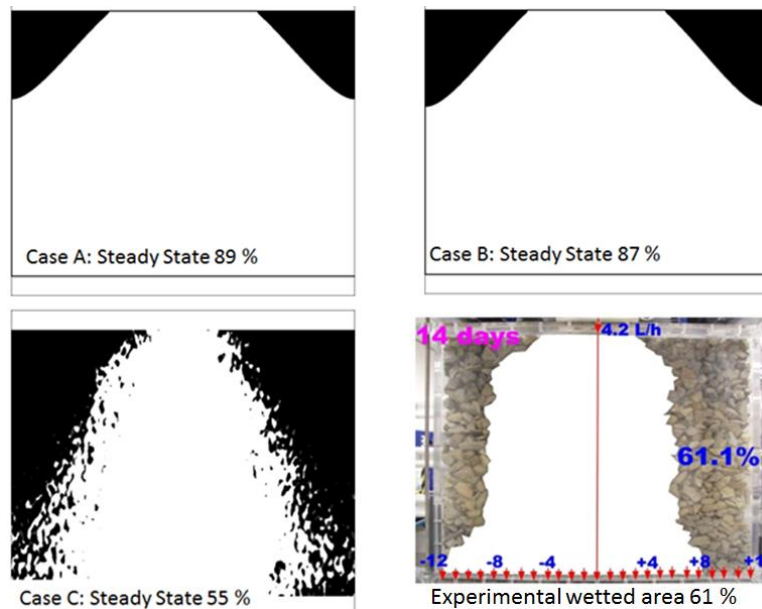 Case A: Steady State 89 %
Case B: Steady State 87 %
14 days
4.2 L/h
61.1%
-12 -8 -4 +4 +8 +1
Case C: Steady State 55 %
Experimental wetted area 61 %